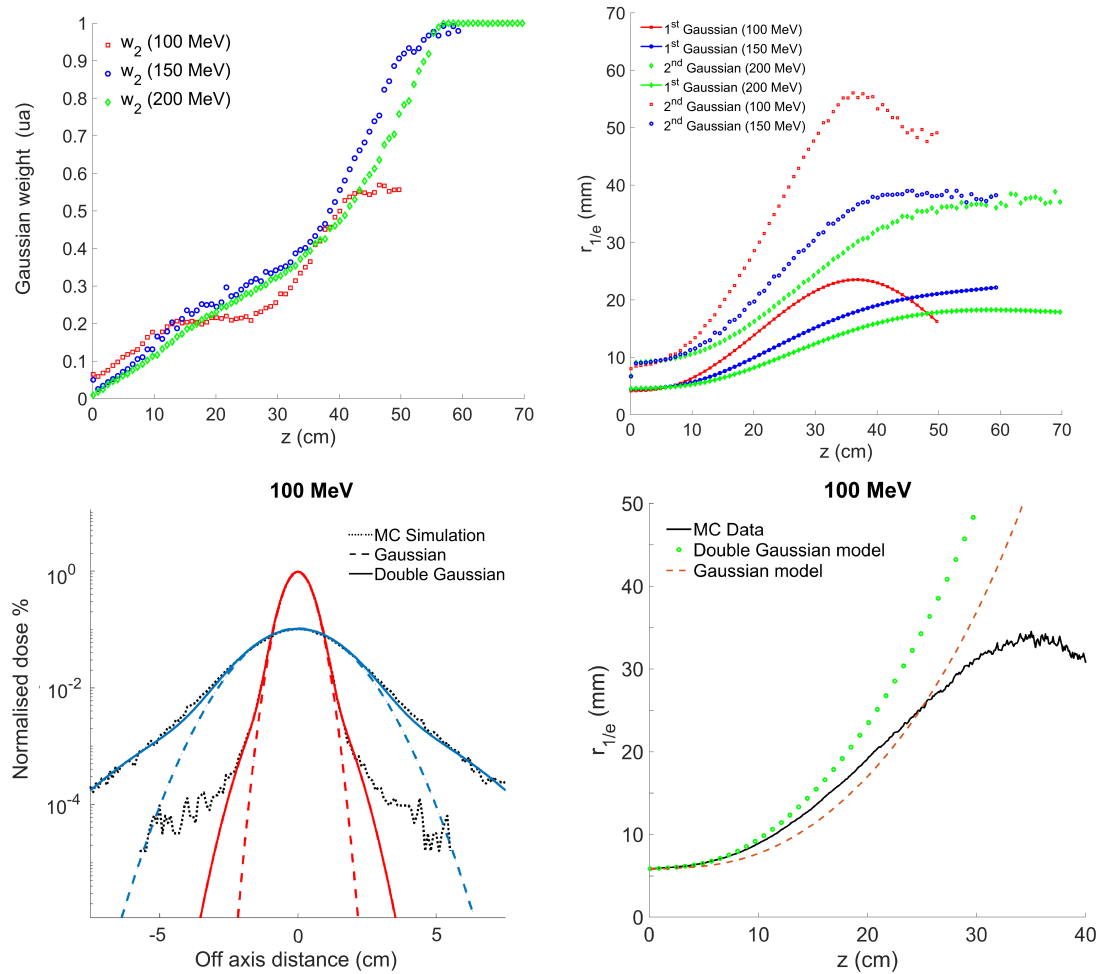 w2 (100 MeV)
w2 (150 MeV)
w2 (200 MeV)
Gaussian weight (ua)
1
0.9
0.8
0.7
0.6
0.5
0.4
0.3
0.2
0.1
0
0 10 20 30 40 50 60 70
z (cm)
1st Gaussian (100 MeV)
1st Gaussian (150 MeV)
2nd Gaussian (200 MeV)
1st Gaussian (200 MeV)
2nd Gaussian (100 MeV)
2nd Gaussian (150 MeV)
r1/e (mm)
70
60
50
40
30
20
10
0
0 10 20 30 40 50 60 70
z (cm)
100 MeV
MC Simulation
Gaussian
Double Gaussian
Normalised dose %
10^0
10^-2
10^-4
-5 0 5
Off axis distance (cm)
100 MeV
MC Data
Double Gaussian model
Gaussian model
r1/e (mm)
50
40
30
20
10
0
0 10 20 30 40
z (cm)